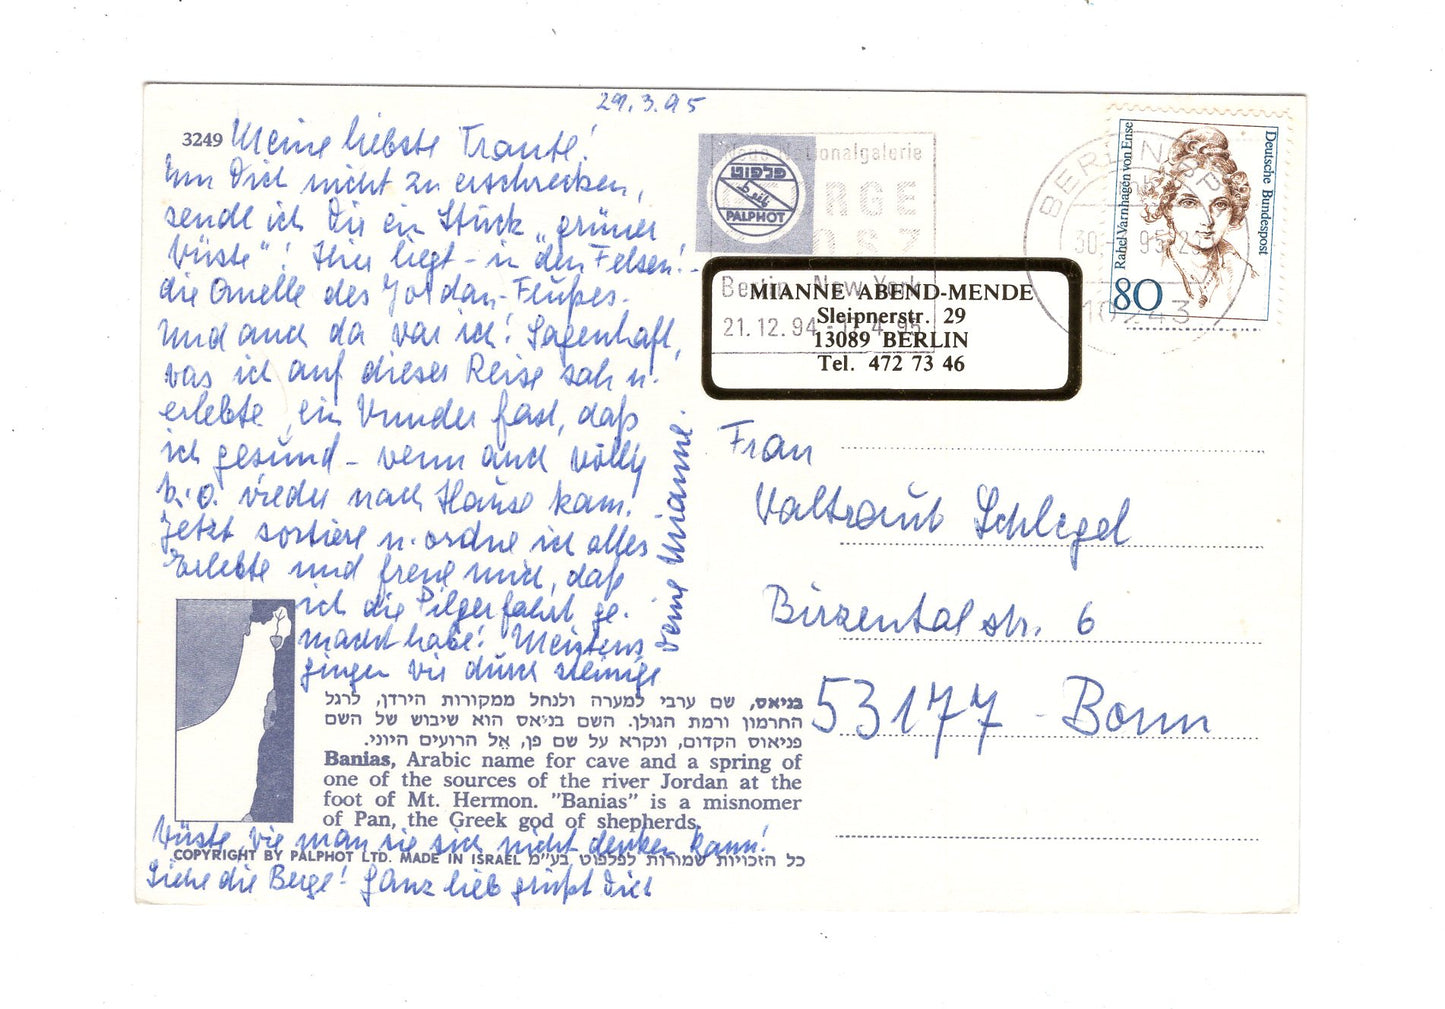 29.3.95
3249
Meine liebste Traute!
Um Dich nicht zu erschrecken,
sende ich Dir ein Stück „grüner
Wüste"! Hier liegt - in den Felsen! -
die Quelle des Jordan-Flußes.
Und auch da war ich! Sagenhaft,
was ich auf dieser Reise sah u.
erlebte, ein Wunder fast, daß
ich gesund - wenn auch völlig
k.o. wieder nach Hause kam!
Jetzt sortiere u. ordne ich alles
Erlebte und freue mich, daß
ich die Pilgerfahrt ge-
macht habe! Meistens
gingen wir durch steinige
Wüste, wie man sie sich nicht denken kann!
Siehe die Berge! Ganz lieb grüßt Dich
Deine Mianne.
בניאס, שם ערבי למערה ולנחל ממקורות הירדן, לרגל
החרמון ורמת הגולן. השם בניאס הוא שיבוש של השם
פניאוס הקדום, ונקרא על שם פן, אל הרועים היווני.
Banias, Arabic name for cave and a spring of
one of the sources of the river Jordan at the
foot of Mt. Hermon. "Banias" is a misnomer
of Pan, the Greek god of shepherds.
COPYRIGHT BY PALPHOT LTD. MADE IN ISRAEL כל הזכויות שמורות לפלפוט בע"מ
פלפוט
PALPHOT
Neue Nationalgalerie
GEORGE
GROSZ
Berlin - New York
21.12.94 - 17.4.95
MIANNE ABEND-MENDE
Sleipnerstr. 29
13089 BERLIN
Tel. 472 73 46
BERLIN
10243
Rahel Varnhagen von Ense
Deutsche Bundespost
80
Frau
Waltraut Schlegel
Birzentalstr. 6
53177 - Bonn